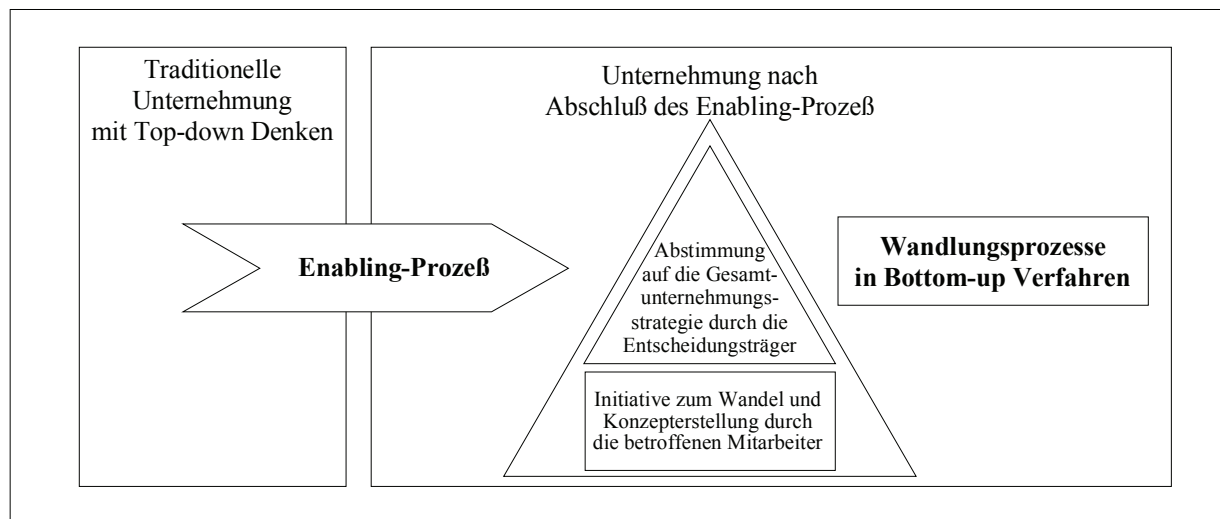 Traditionelle
Unternehmung
mit Top-down Denken
Unternehmung nach
Abschluß des Enabling-Prozeß
Enabling-Prozeß
Abstimmung
auf die Gesamt-
unternehmungs-
strategie durch die
Entscheidungsträger
Initiative zum Wandel und
Konzepterstellung durch
die betroffenen Mitarbeiter
Wandlungsprozesse
in Bottom-up Verfahren